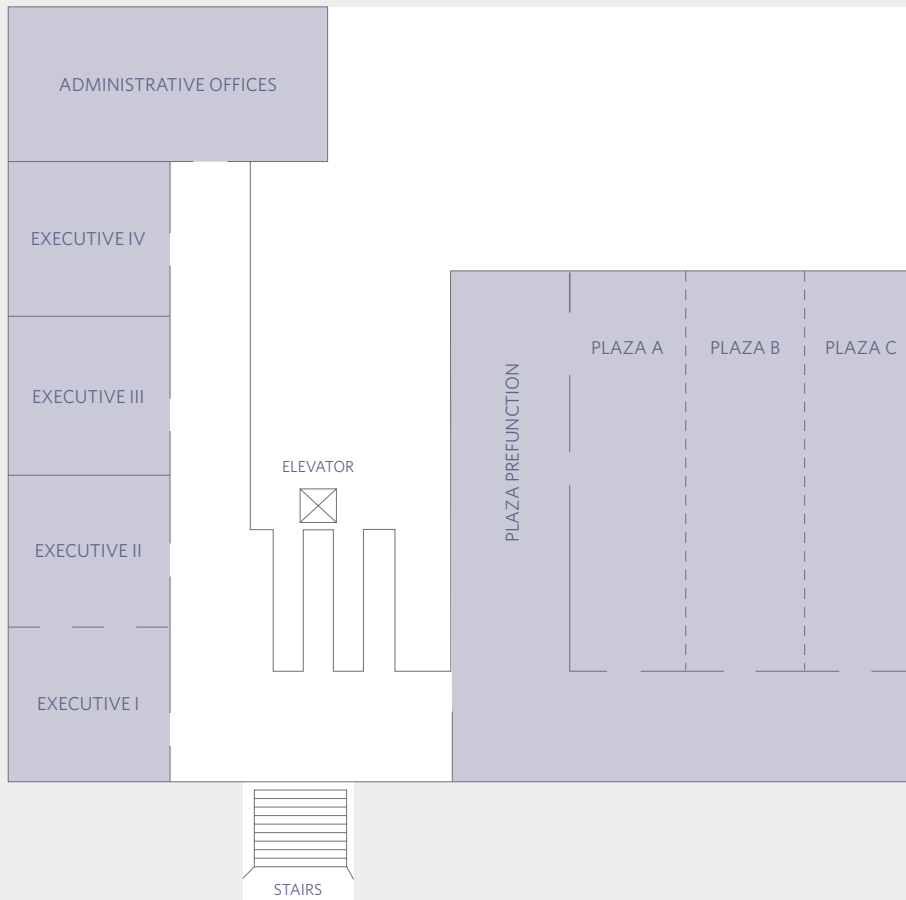 ADMINISTRATIVE OFFICES
EXECUTIVE IV
EXECUTIVE III
EXECUTIVE II
EXECUTIVE I
ELEVATOR
PLAZA PREFUNCTION
PLAZA A
PLAZA B
PLAZA C
STAIRS